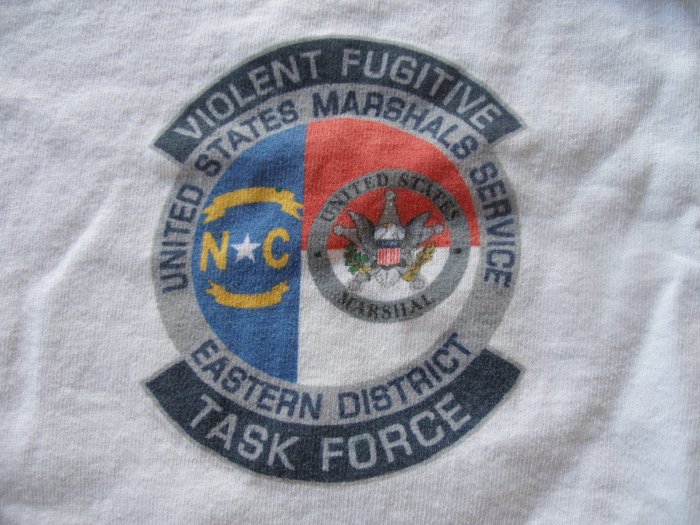 VIOLENT FUGITIVE
UNITED STATES MARSHALS SERVICE
N★C
UNITED STATES
MARSHAL
EASTERN DISTRICT
TASK FORCE